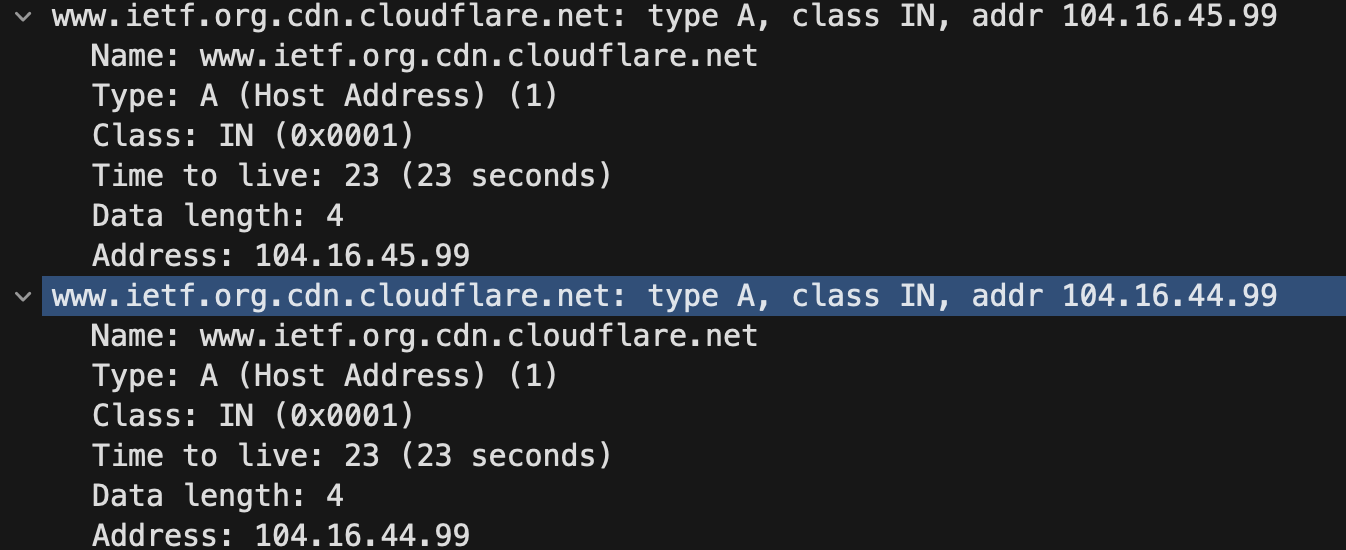 www.ietf.org.cdn.cloudflare.net: type A, class IN, addr 104.16.45.99
Name: www.ietf.org.cdn.cloudflare.net
Type: A (Host Address) (1)
Class: IN (0x0001)
Time to live: 23 (23 seconds)
Data length: 4
Address: 104.16.45.99
www.ietf.org.cdn.cloudflare.net: type A, class IN, addr 104.16.44.99
Name: www.ietf.org.cdn.cloudflare.net
Type: A (Host Address) (1)
Class: IN (0x0001)
Time to live: 23 (23 seconds)
Data length: 4
Address: 104.16.44.99